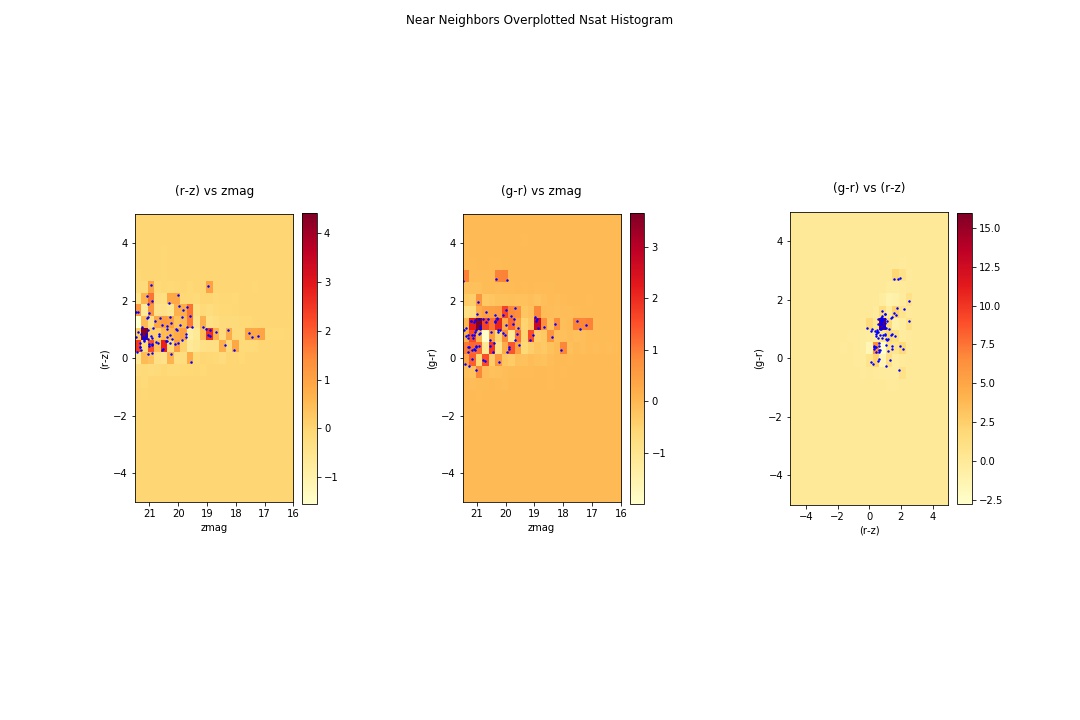 Near Neighbors Overplotted Nsat Histogram
(r-z) vs zmag
(g-r) vs zmag
(g-r) vs (r-z)
4
2
0
−2
−4
(r-z)
21 20 19 18 17 16
zmag
4
3
2
1
0
−1
4
2
0
−2
−4
(g-r)
21 20 19 18 17 16
zmag
3
2
1
0
−1
4
2
0
−2
−4
(g-r)
−4 −2 0 2 4
(r-z)
15.0
12.5
10.0
7.5
5.0
2.5
0.0
−2.5